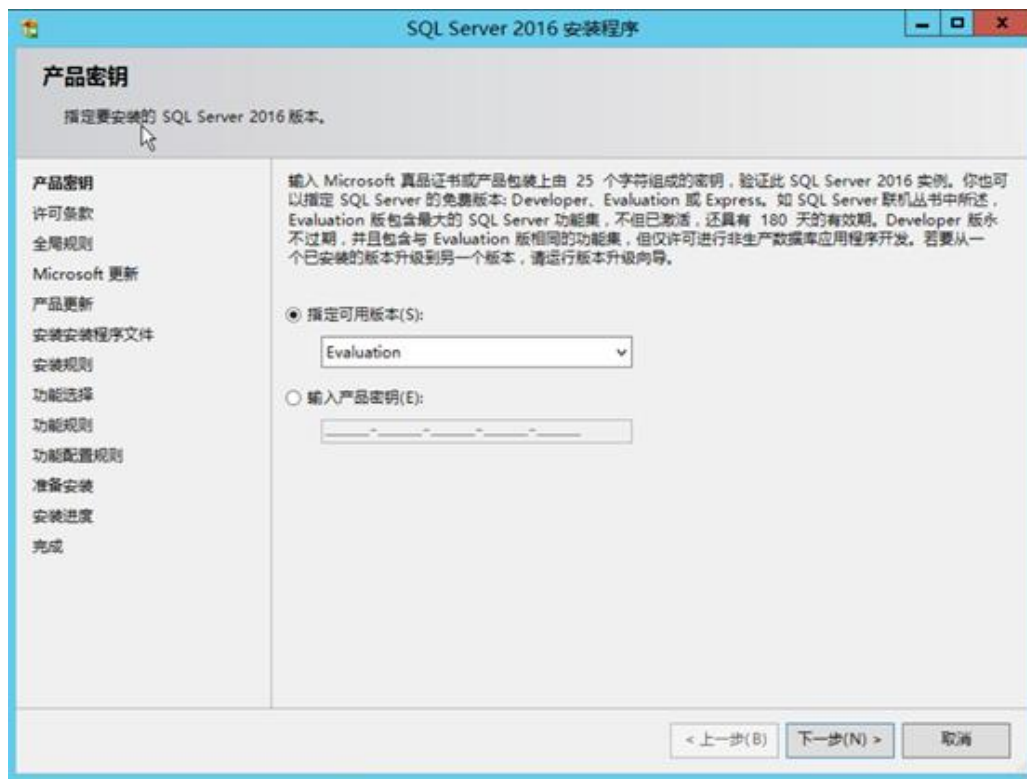 SQL Server 2016 安装程序
产品密钥
指定要安装的 SQL Server 2016 版本。
产品密钥
许可条款
全局规则
Microsoft 更新
产品更新
安装安装程序文件
安装规则
功能选择
功能规则
功能配置规则
准备安装
安装进度
完成
输入 Microsoft 真品证书或产品包装上由 25 个字符组成的密钥，验证此 SQL Server 2016 实例。你也可
以指定 SQL Server 的免费版本: Developer、Evaluation 或 Express。如 SQL Server 联机丛书中所述，
Evaluation 版包含最大的 SQL Server 功能集，不但已激活，还具有 180 天的有效期。Developer 版永
不过期，并且包含与 Evaluation 版相同的功能集，但仅许可进行非生产数据库应用程序开发。若要从一
个已安装的版本升级到另一个版本，请运行版本升级向导。
指定可用版本(S):
Evaluation
输入产品密钥(E):
_____-_____-_____-_____-_____
< 上一步(B)
下一步(N) >
取消